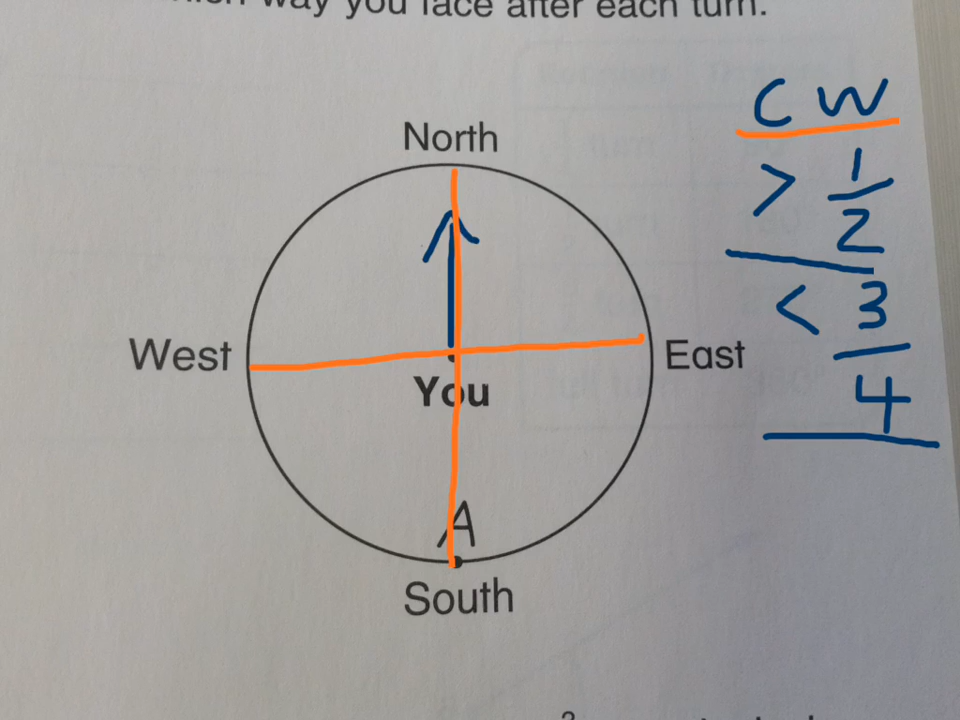 which way you face after each turn.
North
West
East
You
A
South
CW
> 1/2
< 3/4